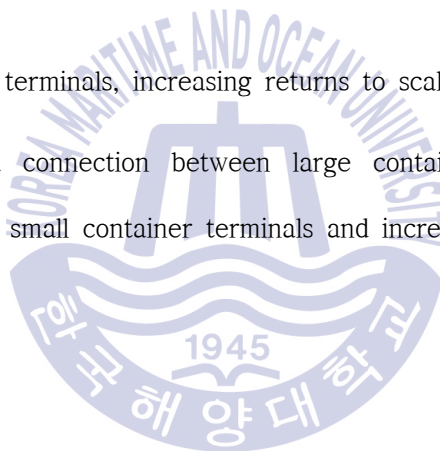 KOREA MARITIME AND OCEAN UNIVERSITY
terminals, increasing returns to scal
connection between large contai
small container terminals and incre
1945
한국해양대학교